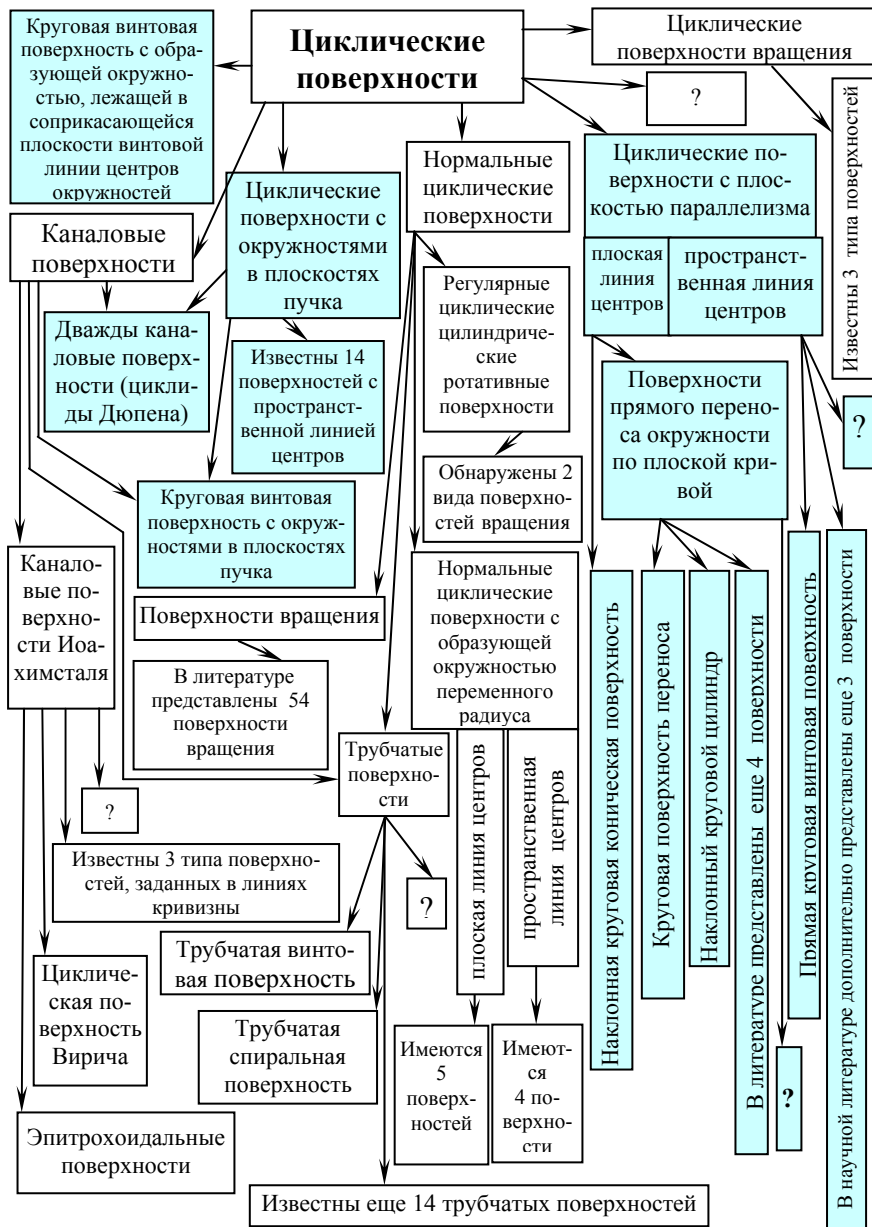 Круговая винтовая
поверхность с обра-
зующей окружно-
стью, лежащей в
соприкасающейся
плоскости винтовой
линии центров
окружностей
Циклические
поверхности
Циклические
поверхности вращения
?
Известны 3 типа поверхностей
Нормальные
циклические
поверхности
Циклические по-
верхности с плос-
костью параллелизма
плоская
линия
центров
пространст-
венная линия
центров
Каналовые
поверхности
Циклические
поверхности с
окружностями
в плоскостях
пучка
Регулярные
циклические
цилиндриче-
ские
ротативные
поверхности
Дважды кана-
ловые поверх-
ности (цикли-
ды Дюпена)
Известны 14
поверхностей с
пространст-
венной линией
центров
Поверхности
прямого перено-
са окружности
по плоской кри-
вой
?
Круговая винтовая
поверхность с окруж-
ностями в плоскостях
пучка
Обнаружены 2
вида поверхно-
стей вращения
Каналo-
вые по-
верхно-
сти Иоа-
химсталя
Поверхности вращения
Нормальные
циклические
поверхности с
образующей
окружностью
переменного
радиуса
В литературе
представлены 54
поверхности
вращения
Трубчатые
поверхно-
сти
плоская линия центров
пространственная
линия центров
Наклонная круговая коническая поверхность
Круговая поверхность переноса
Наклонный круговой цилиндр
В литературе представлены еще 4 поверхности
Прямая круговая винтовая поверхность
В научной литературе дополнительно представлены еще 3 поверхности
?
?
Известны 3 типа поверхно-
стей, заданных в линиях
кривизны
?
Трубчатая винто-
вая поверхность
Цикличе-
ская по-
верхность
Вирича
Трубчатая
спиральная
поверхность
Имеются
5
поверх-
ностей
Имеют-
ся
4 по-
верхно-
сти
Эпитрохоидальные
поверхности
Известны еще 14 трубчатых поверхностей